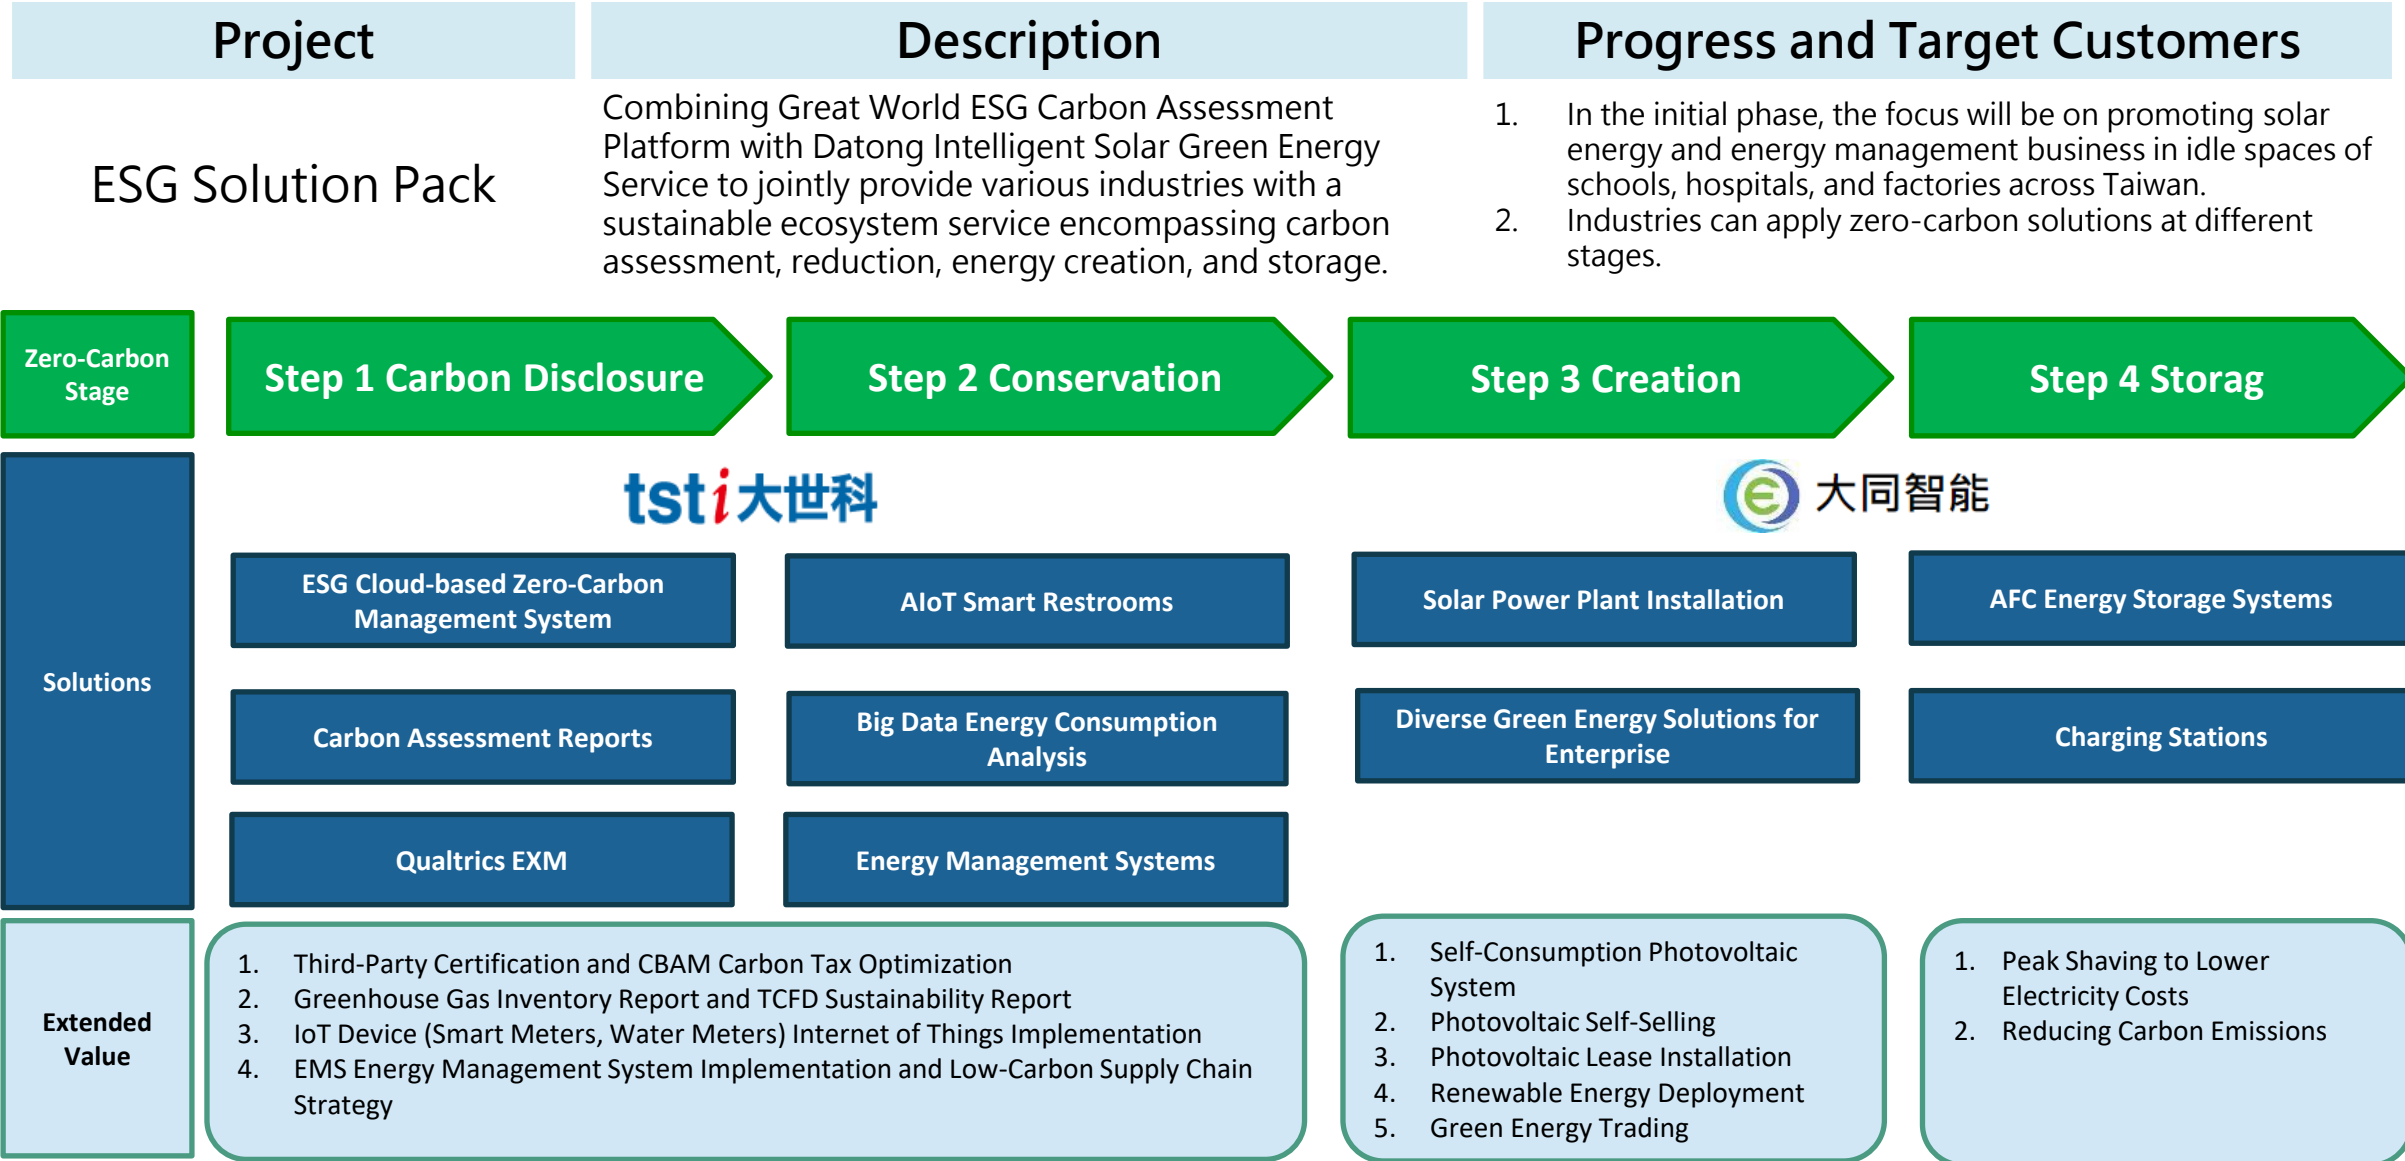 Project
Description
Progress and Target Customers
ESG Solution Pack
Combining Great World ESG Carbon Assessment
Platform with Datong Intelligent Solar Green Energy
Service to jointly provide various industries with a
sustainable ecosystem service encompassing carbon
assessment, reduction, energy creation, and storage.
1. In the initial phase, the focus will be on promoting solar
energy and energy management business in idle spaces of
schools, hospitals, and factories across Taiwan.
2. Industries can apply zero-carbon solutions at different
stages.
Zero-Carbon
Stage
Step 1 Carbon Disclosure
Step 2 Conservation
Step 3 Creation
Step 4 Storag
Solutions
tsti大世科
大同智能
ESG Cloud-based Zero-Carbon
Management System
AIoT Smart Restrooms
Solar Power Plant Installation
AFC Energy Storage Systems
Carbon Assessment Reports
Big Data Energy Consumption
Analysis
Diverse Green Energy Solutions for
Enterprise
Charging Stations
Qualtrics EXM
Energy Management Systems
Extended
Value
1. Third-Party Certification and CBAM Carbon Tax Optimization
2. Greenhouse Gas Inventory Report and TCFD Sustainability Report
3. IoT Device (Smart Meters, Water Meters) Internet of Things Implementation
4. EMS Energy Management System Implementation and Low-Carbon Supply Chain
Strategy
1. Self-Consumption Photovoltaic
System
2. Photovoltaic Self-Selling
3. Photovoltaic Lease Installation
4. Renewable Energy Deployment
5. Green Energy Trading
1. Peak Shaving to Lower
Electricity Costs
2. Reducing Carbon Emissions